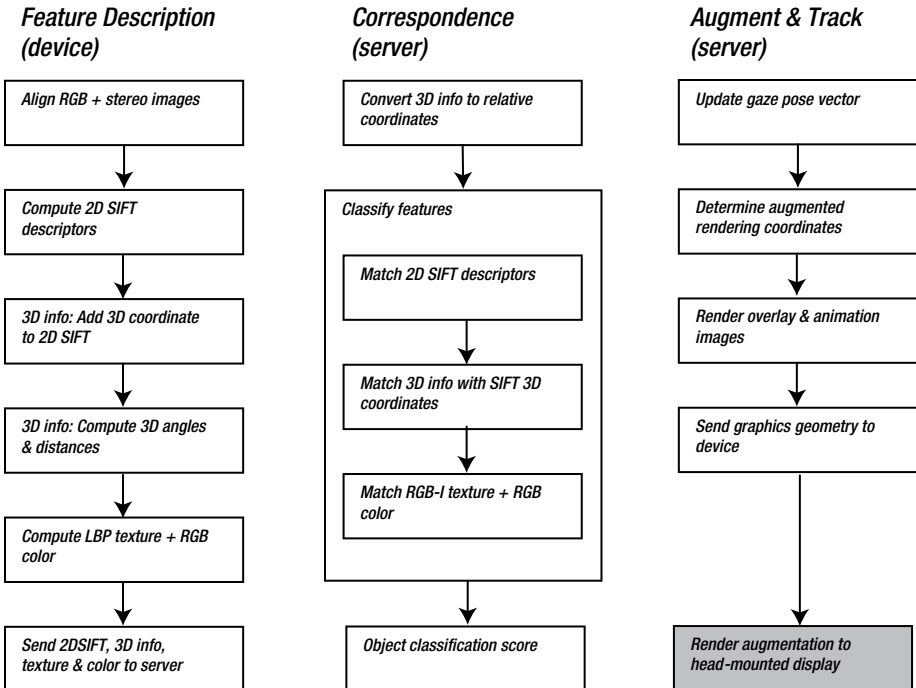 Feature Description
(device)
Align RGB + stereo images
Compute 2D SIFT
descriptors
3D info: Add 3D coordinate
to 2D SIFT
3D info: Compute 3D angles
& distances
Compute LBP texture + RGB
color
Send 2DSIFT, 3D info,
texture & color to server
Correspondence
(server)
Convert 3D info to relative
coordinates
Classify features
Match 2D SIFT descriptors
Match 3D info with SIFT 3D
coordinates
Match RGB-I texture + RGB
color
Object classification score
Augment & Track
(server)
Update gaze pose vector
Determine augmented
rendering coordinates
Render overlay & animation
images
Send graphics geometry to
device
Render augmentation to
head-mounted display